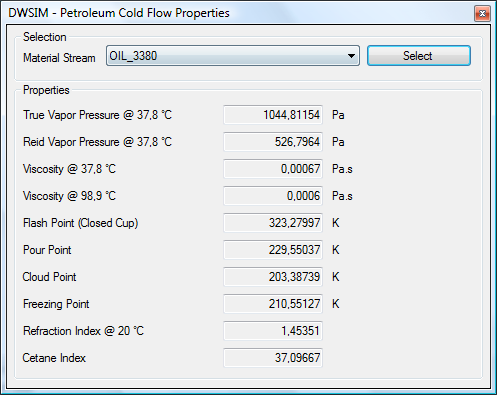 DWSIM - Petroleum Cold Flow Properties
Selection
Material Stream OIL_3380 Select
Properties
True Vapor Pressure @ 37,8 °C 1044,81154 Pa
Reid Vapor Pressure @ 37,8 °C 526,7964 Pa
Viscosity @ 37,8 °C 0,00067 Pa.s
Viscosity @ 98,9 °C 0,0006 Pa.s
Flash Point (Closed Cup) 323,27997 K
Pour Point 229,55037 K
Cloud Point 203,38739 K
Freezing Point 210,55127 K
Refraction Index @ 20 °C 1,45351
Cetane Index 37,09667